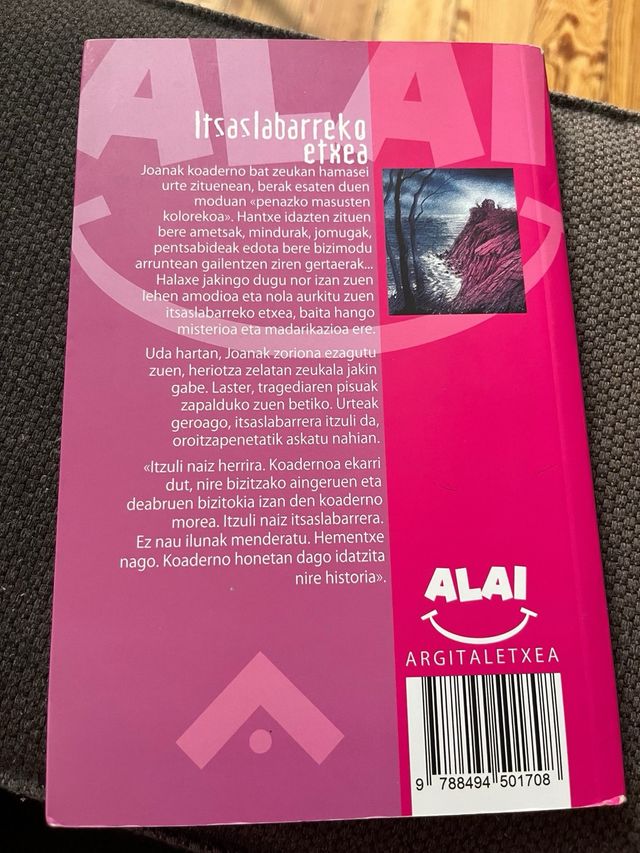 ALAI
Itsaslabarreko
etxea
Joanak koaderno bat zeukan hamasei
urte zituenean, berak esaten duen
moduan «penazko masusten
kolorekoa». Hantxe idazten zituen
bere ametsak, mindurak, jomugak,
pentsabideak edota bere bizimodu
arruntean gailentzen ziren gertaerak...
Halaxe jakingo dugu nor izan zuen
lehen amodioa eta nola aurkitu zuen
itsaslabarreko etxea, baita hango
misterioa eta madarikazioa ere.
Uda hartan, Joanak zoriona ezagutu
zuen, heriotza zelatan zeukala jakin
gabe. Laster, tragediaren pisuak
zapalduko zuen betiko. Urteak
geroago, itsaslabarrera itzuli da,
oroitzapenetatik askatu nahian.
«Itzuli naiz herrira. Koadernoa ekarri
dut, nire bizitzako aingeruen eta
deabruen bizitokia izan den koaderno
morea. Itzuli naiz itsaslabarrera.
Ez nau ilunak menderatu. Hementxe
nago. Koaderno honetan dago idatzita
nire historia».
ALAI
ARGITALETXEA
9 788494 501708